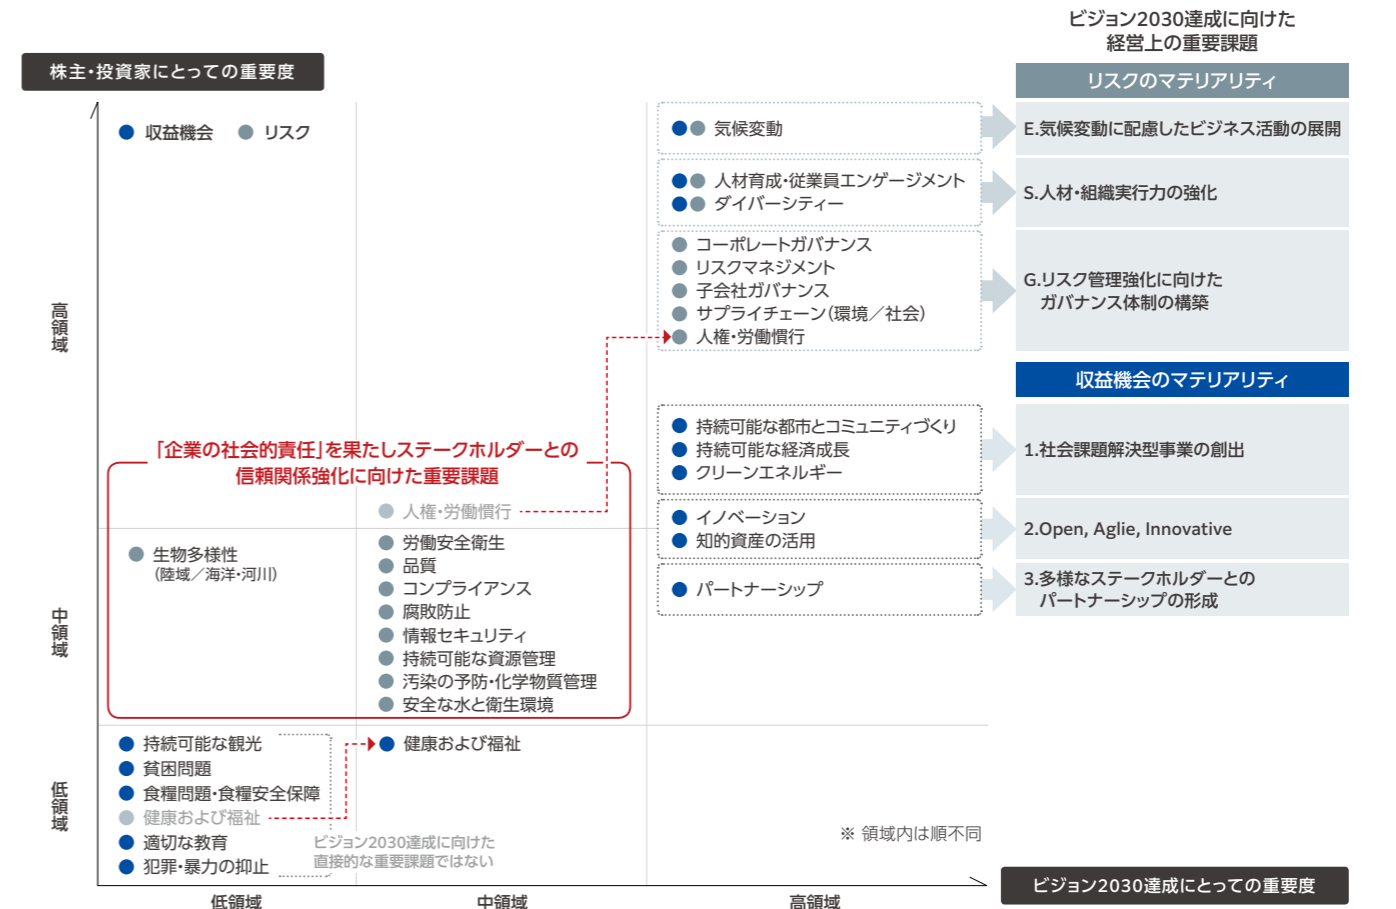 ビジョン2030達成に向けた
経営上の重要課題
株主・投資家にとっての重要度
収益機会
リスク
高領域
中領域
低領域
気候変動
人材育成・従業員エンゲージメント
ダイバーシティー
コーポレートガバナンス
リスクマネジメント
子会社ガバナンス
サプライチェーン（環境／社会）
人権・労働慣行
持続可能な都市とコミュニティづくり
持続可能な経済成長
クリーンエネルギー
イノベーション
知的資産の活用
パートナーシップ
リスクのマテリアリティ
E.気候変動に配慮したビジネス活動の展開
S.人材・組織実行力の強化
G.リスク管理強化に向けた
ガバナンス体制の構築
収益機会のマテリアリティ
1.社会課題解決型事業の創出
2.Open, Aglie, Innovative
3.多様なステークホルダーとの
パートナーシップの形成
「企業の社会的責任」を果たしステークホルダーとの
信頼関係強化に向けた重要課題
人権・労働慣行
生物多様性
（陸域／海洋・河川）
労働安全衛生
品質
コンプライアンス
腐敗防止
情報セキュリティ
持続可能な資源管理
汚染の予防・化学物質管理
安全な水と衛生環境
持続可能な観光
貧困問題
食糧問題・食糧安全保障
健康および福祉
適切な教育
犯罪・暴力の抑止
健康および福祉
ビジョン2030達成に向けた
直接的な重要課題ではない
※ 領域内は順不同
低領域
中領域
高領域
ビジョン2030達成にとっての重要度